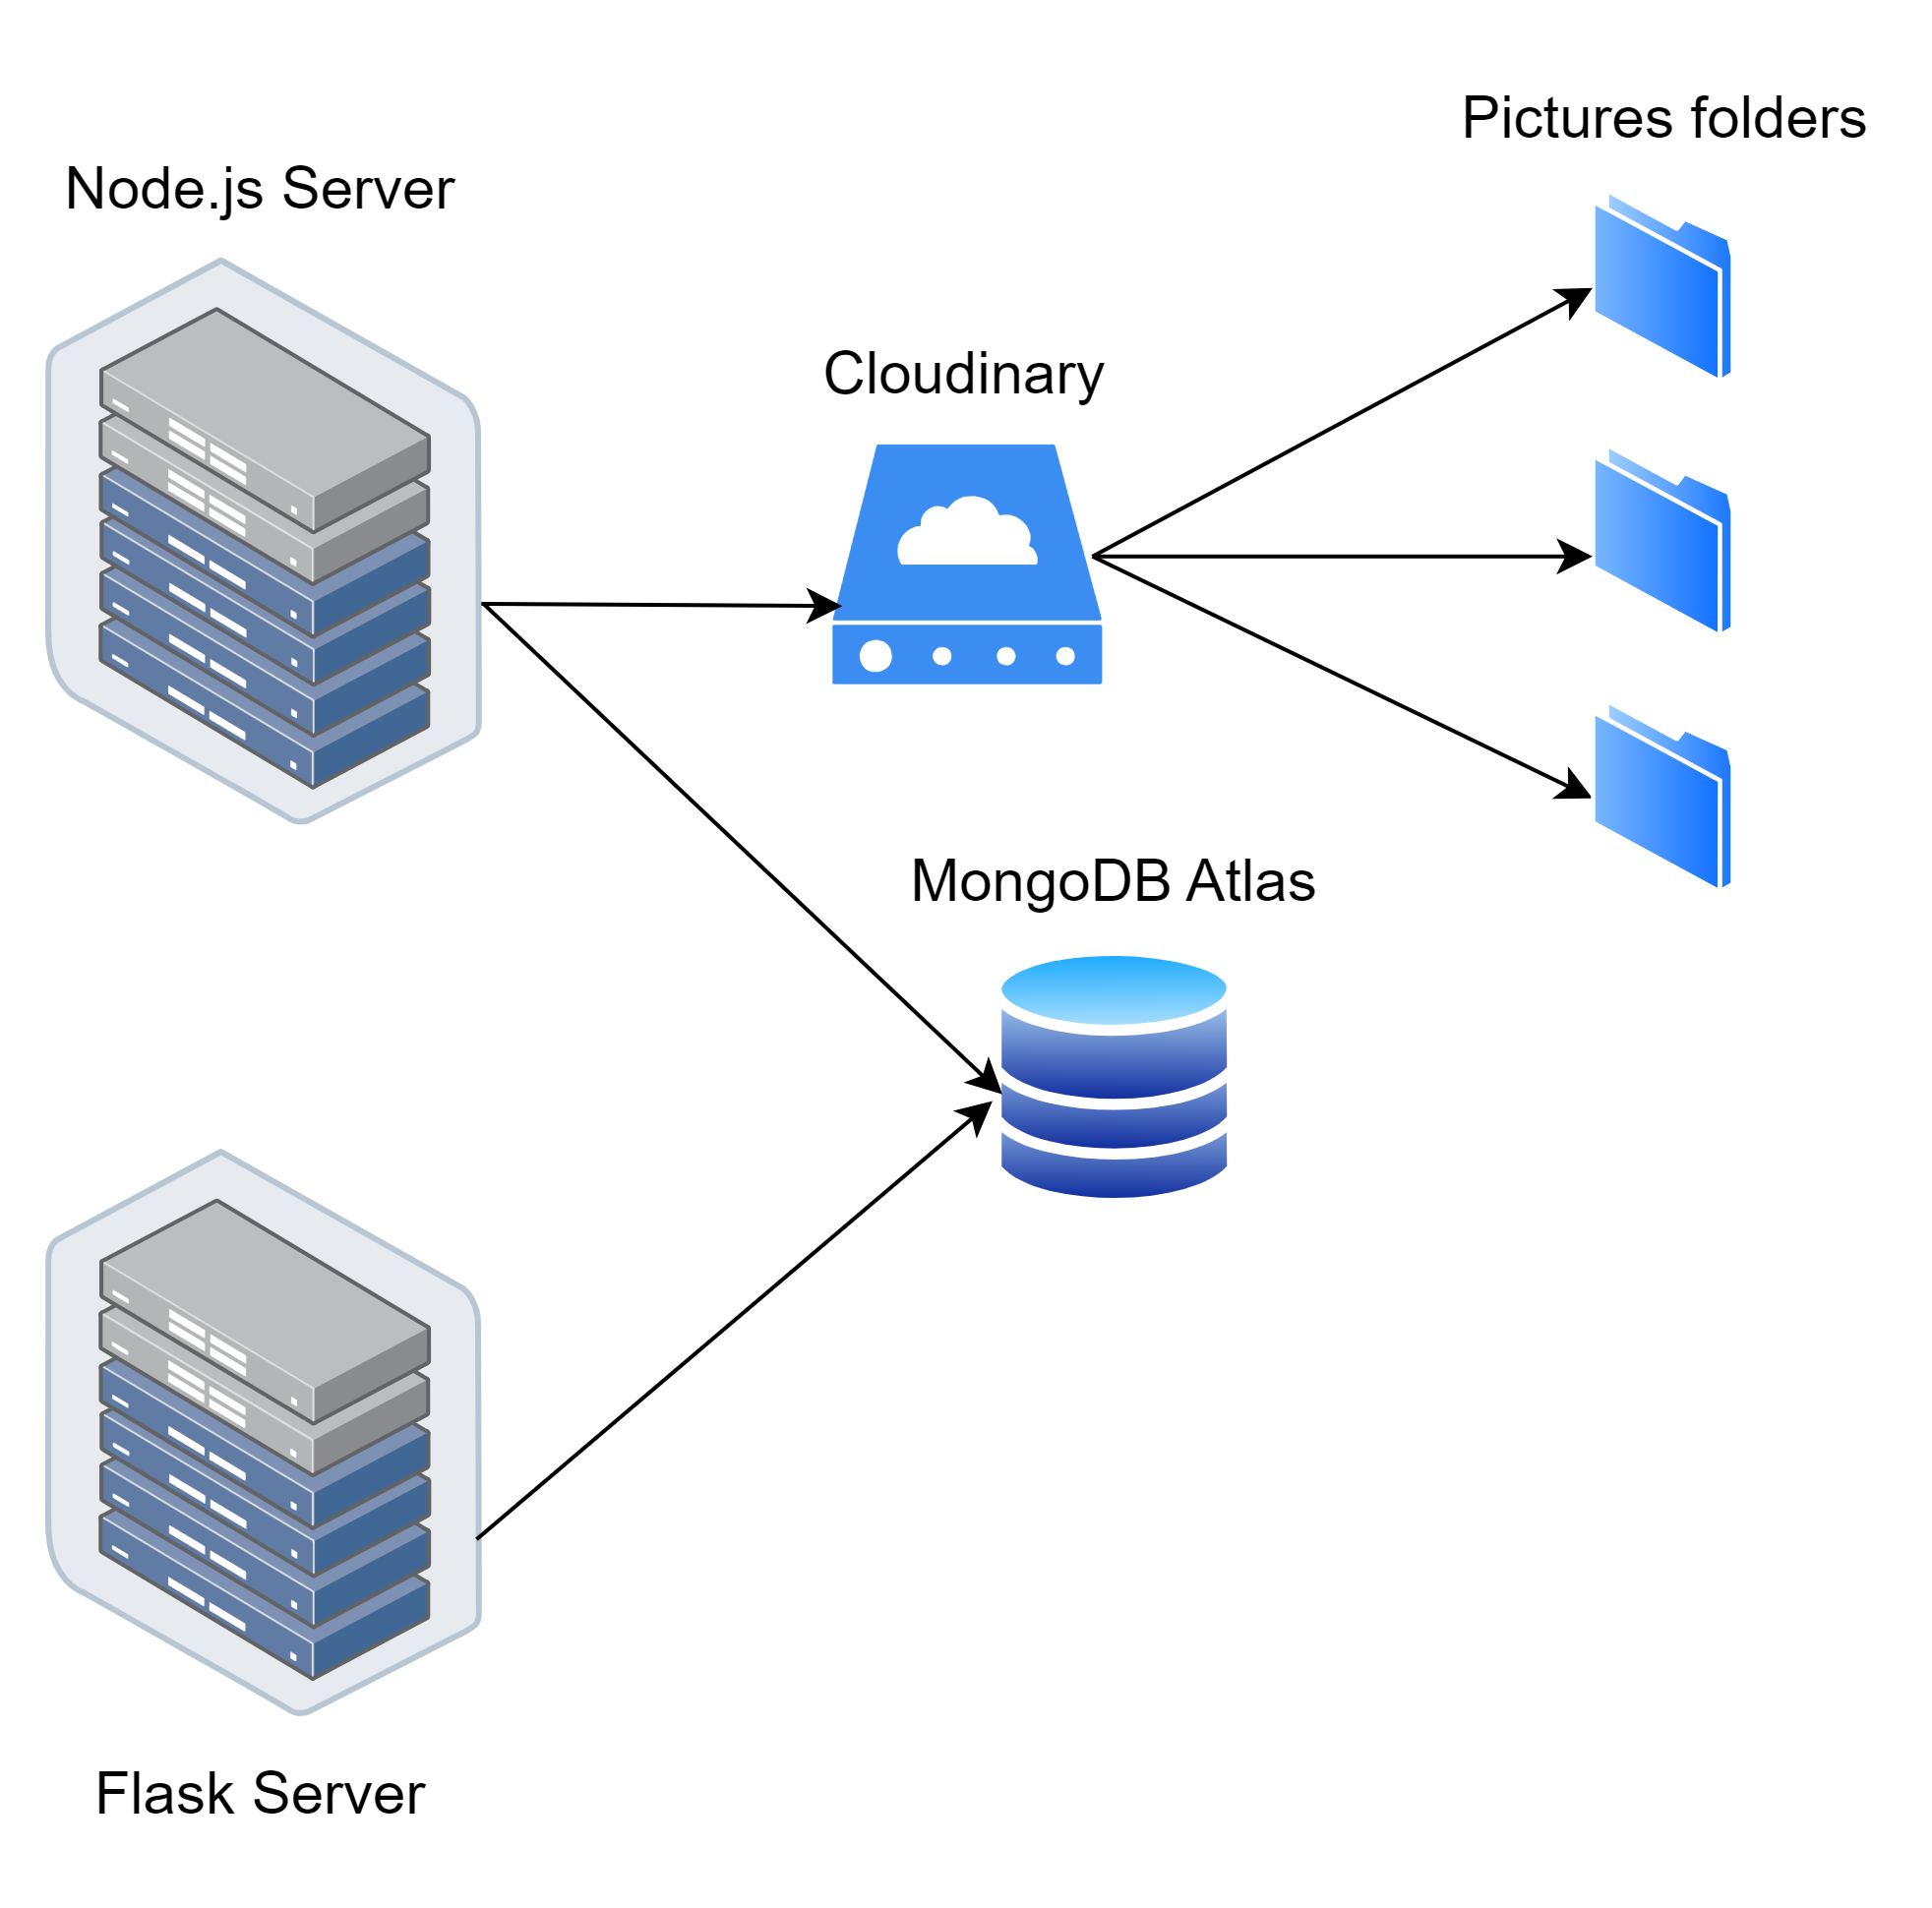 Pictures folders
Node.js Server
Cloudinary
MongoDB Atlas
Flask Server